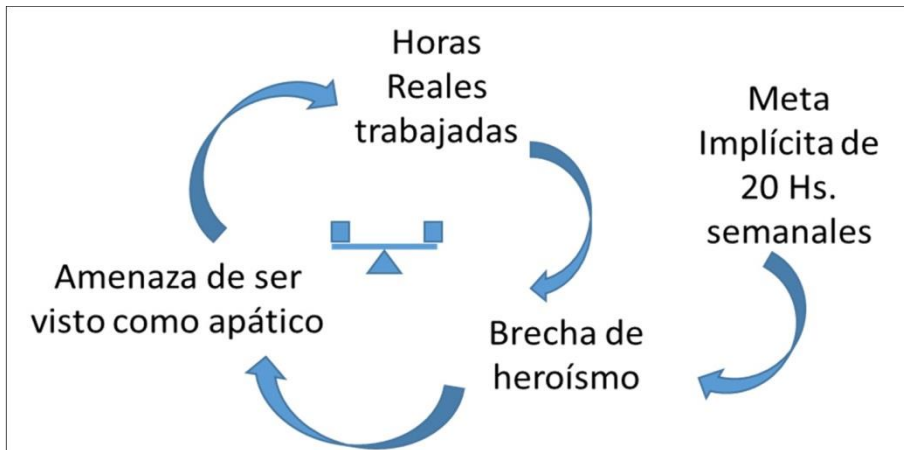 Horas
Reales
trabajadas
Meta
Implícita de
20 Hs.
semanales
Amenaza de ser
visto como apático
Brecha de
heroísmo